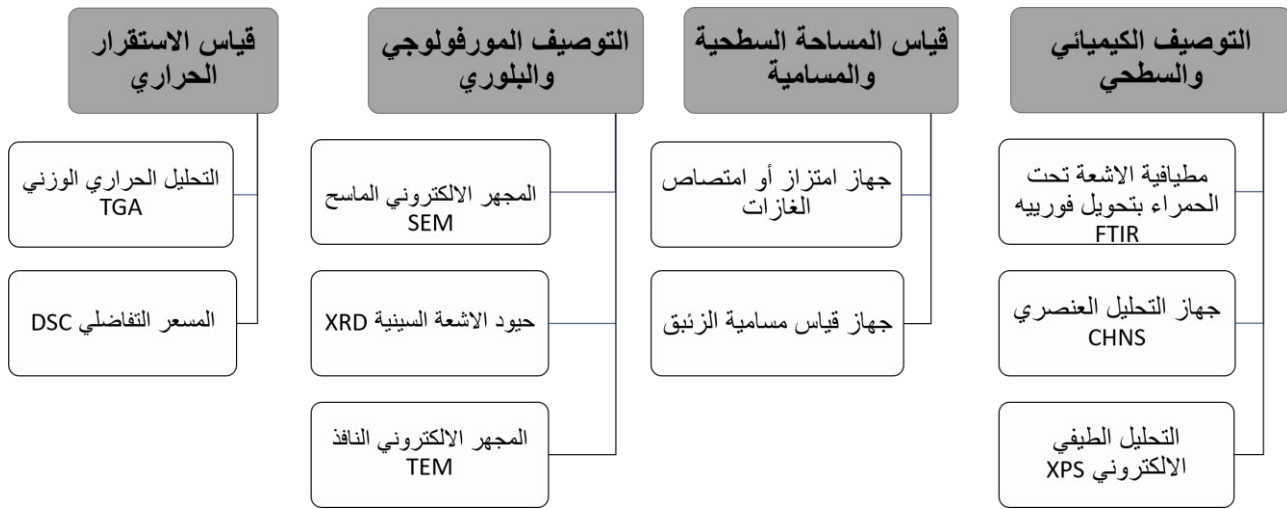 التوصيف الكيميائي
والسطحي
مطيافية الاشعة تحت
الحمراء بتحويل فورييه
FTIR
جهاز التحليل العنصري
CHNS
التحليل الطيفي
الالكتروني XPS
قياس المساحة السطحية
والمسامية
جهاز امتزاز أو امتصاص
الغازات
جهاز قياس مسامية الزئبق
التوصيف المورفولوجي
والبلوري
المجهر الالكتروني الماسح
SEM
حيود الاشعة السينية XRD
المجهر الالكتروني النافذ
TEM
قياس الاستقرار
الحراري
التحليل الحراري الوزني
TGA
المسعر التفاضلي DSC